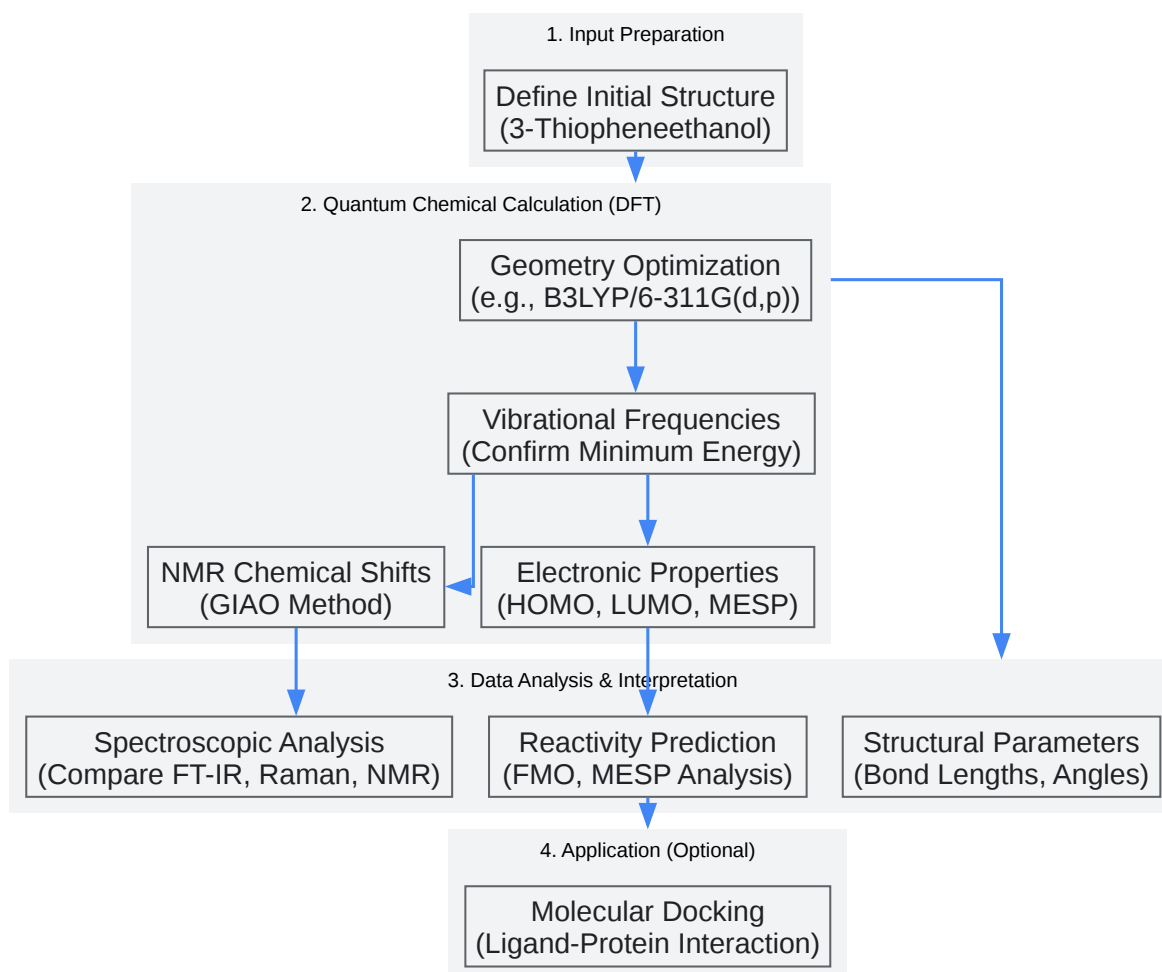 1. Input Preparation
Define Initial Structure
(3-Thiopheneethanol)
2. Quantum Chemical Calculation (DFT)
Geometry Optimization
(e.g., B3LYP/6-311G(d,p))
Vibrational Frequencies
(Confirm Minimum Energy)
NMR Chemical Shifts
(GIAO Method)
Electronic Properties
(HOMO, LUMO, MESP)
3. Data Analysis & Interpretation
Spectroscopic Analysis
(Compare FT-IR, Raman, NMR)
Reactivity Prediction
(FMO, MESP Analysis)
Structural Parameters
(Bond Lengths, Angles)
4. Application (Optional)
Molecular Docking
(Ligand-Protein Interaction)